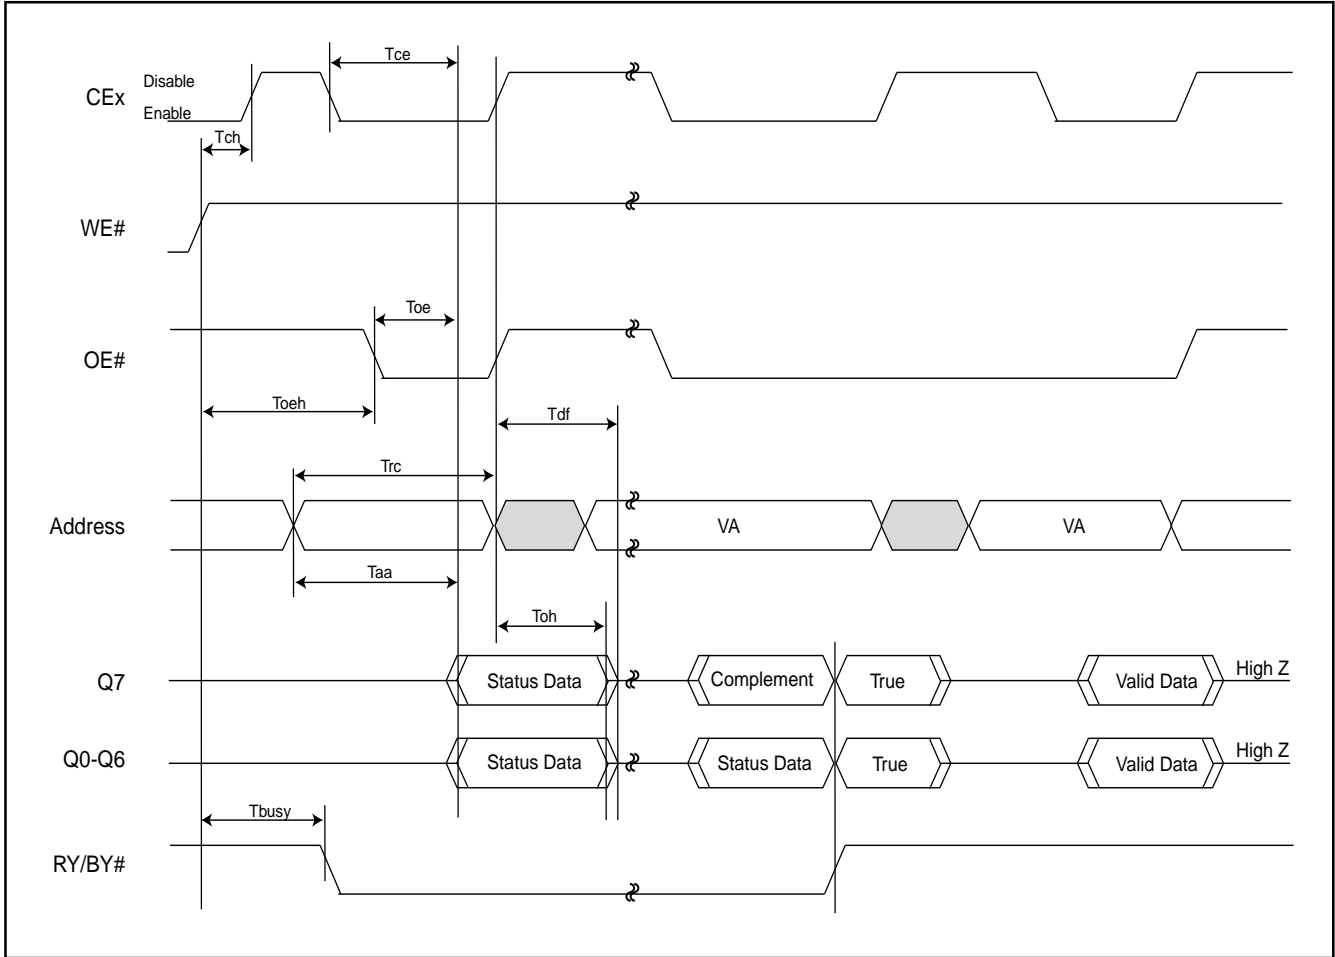 Tce
Disable
CEx
Enable
Tch
WE#
Toe
OE#
Toeh
Tdf
Trc
Address
VA
VA
Taa
Toh
Q7
Status Data
Complement
True
Valid Data
High Z
Q0-Q6
Status Data
Status Data
True
Valid Data
High Z
Tbusy
RY/BY#